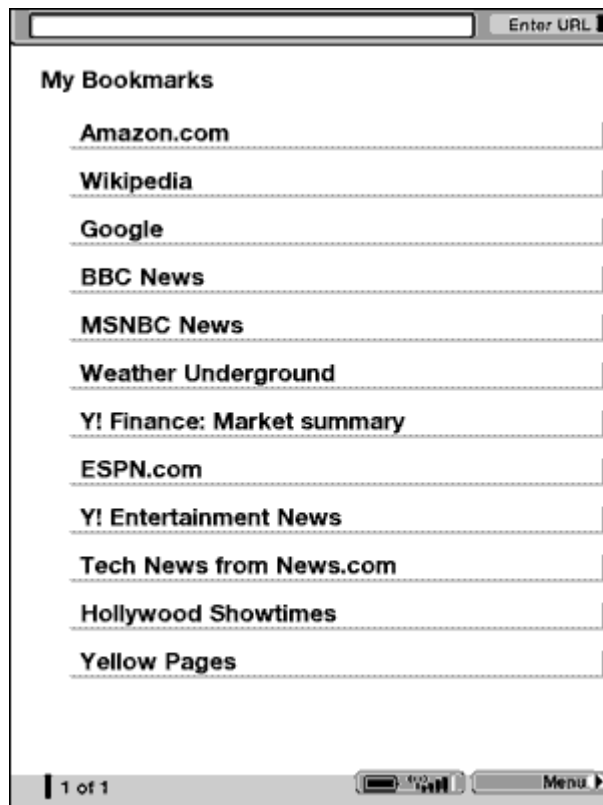 Enter URL
My Bookmarks
Amazon.com
Wikipedia
Google
BBC News
MSNBC News
Weather Underground
Y! Finance: Market summary
ESPN.com
Y! Entertainment News
Tech News from News.com
Hollywood Showtimes
Yellow Pages
1 of 1
Menu